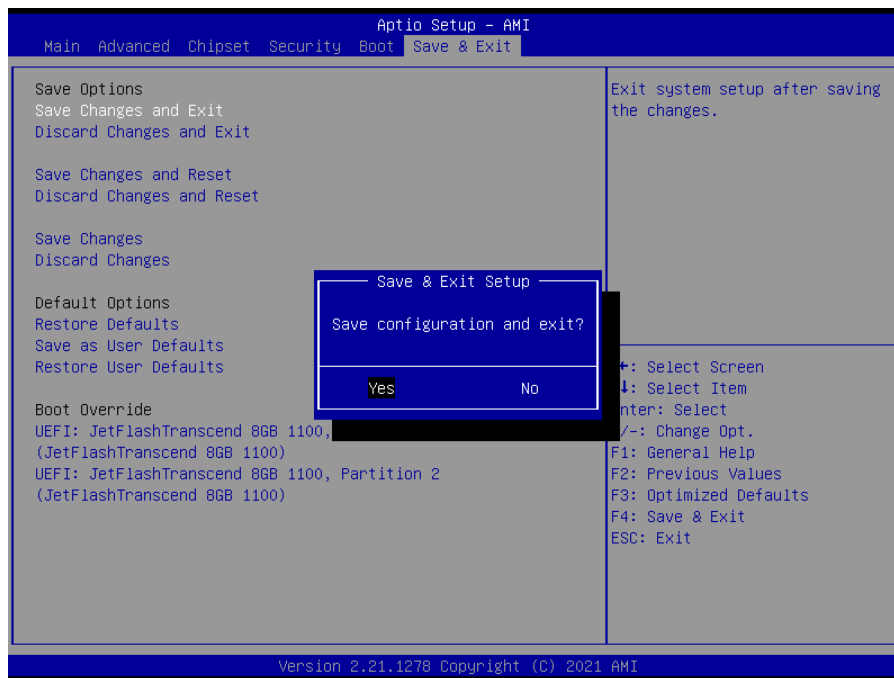 Aptio Setup – AMI
Main Advanced Chipset Security Boot Save & Exit
Save Options
Save Changes and Exit
Discard Changes and Exit
Save Changes and Reset
Discard Changes and Reset
Save Changes
Discard Changes
Default Options
Restore Defaults
Save as User Defaults
Restore User Defaults
Boot Override
UEFI: JetFlashTranscend 8GB 1100,
(JetFlashTranscend 8GB 1100)
UEFI: JetFlashTranscend 8GB 1100, Partition 2
(JetFlashTranscend 8GB 1100)
Save & Exit Setup
Save configuration and exit?
Yes No
Exit system setup after saving
the changes.
: Select Screen
: Select Item
nter: Select
/-: Change Opt.
F1: General Help
F2: Previous Values
F3: Optimized Defaults
F4: Save & Exit
ESC: Exit
Version 2.21.1278 Copyright (C) 2021 AMI